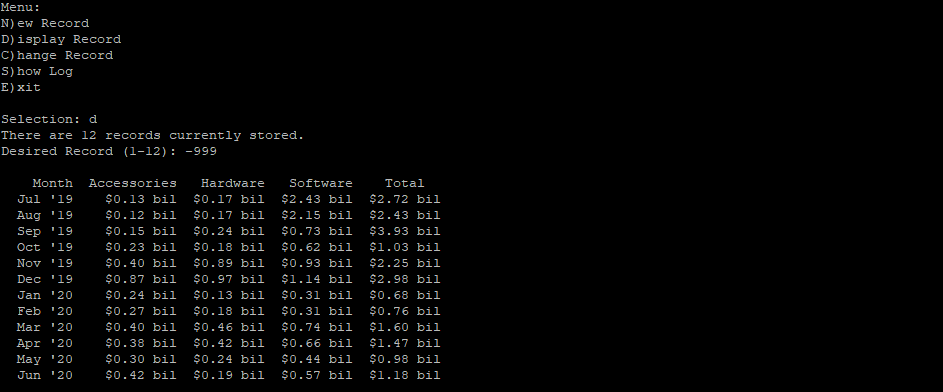 Menu:
N)ew Record
D)isplay Record
C)hange Record
S)how Log
E)xit
Selection: d
There are 12 records currently stored.
Desired Record (1-12): -999
Month Accessories Hardware Software Total
Jul '19 $0.13 bil $0.17 bil $2.43 bil $2.72 bil
Aug '19 $0.12 bil $0.17 bil $2.15 bil $2.43 bil
Sep '19 $0.15 bil $0.24 bil $0.73 bil $3.93 bil
Oct '19 $0.23 bil $0.18 bil $0.62 bil $1.03 bil
Nov '19 $0.40 bil $0.89 bil $0.93 bil $2.25 bil
Dec '19 $0.87 bil $0.97 bil $1.14 bil $2.98 bil
Jan '20 $0.24 bil $0.13 bil $0.31 bil $0.68 bil
Feb '20 $0.27 bil $0.18 bil $0.31 bil $0.76 bil
Mar '20 $0.40 bil $0.46 bil $0.74 bil $1.60 bil
Apr '20 $0.38 bil $0.42 bil $0.66 bil $1.47 bil
May '20 $0.30 bil $0.24 bil $0.44 bil $0.98 bil
Jun '20 $0.42 bil $0.19 bil $0.57 bil $1.18 bil